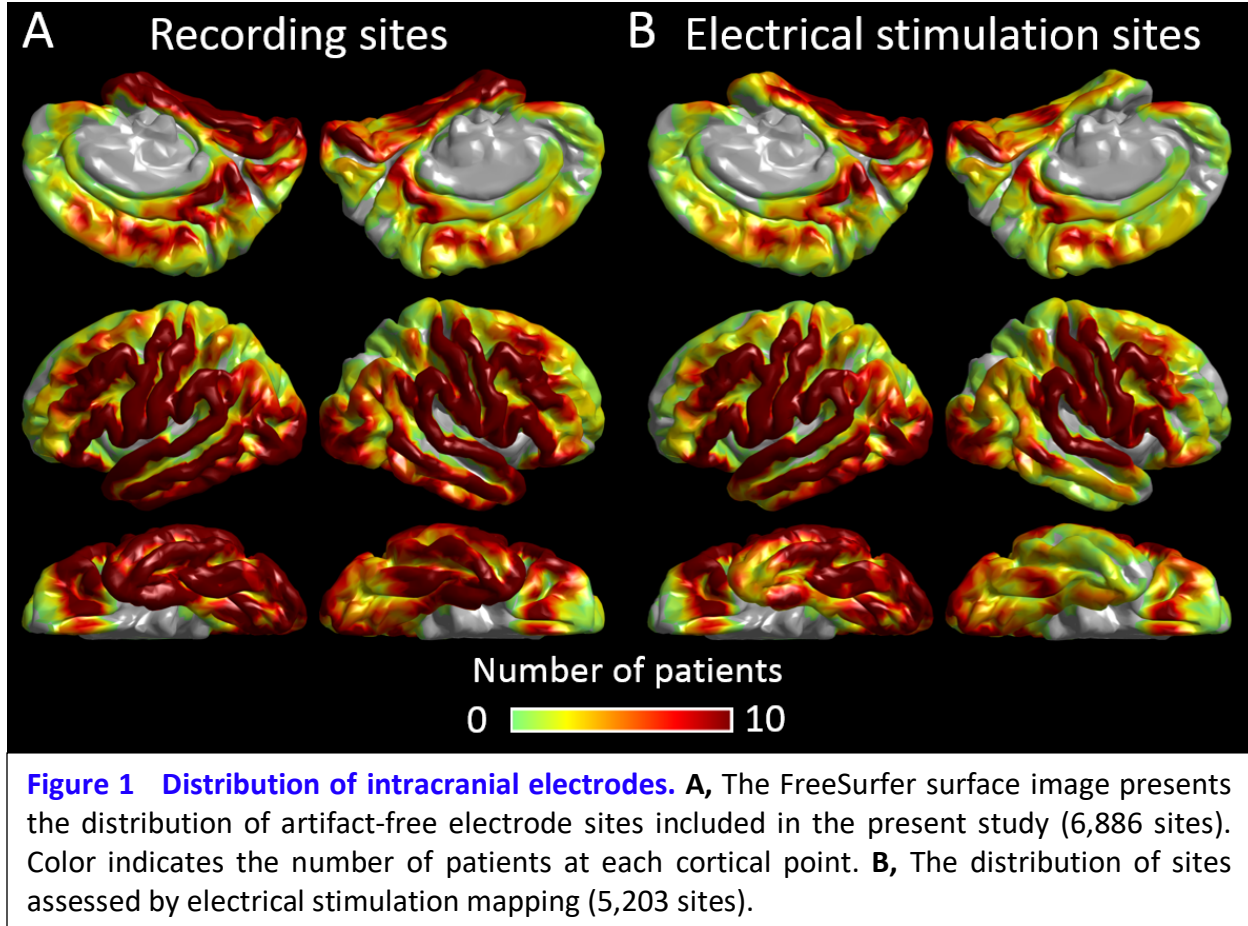 A Recording sites
B Electrical stimulation sites
Number of patients
0 10
Figure 1 Distribution of intracranial electrodes. A, The FreeSurfer surface image presents
the distribution of artifact-free electrode sites included in the present study (6,886 sites).
Color indicates the number of patients at each cortical point. B, The distribution of sites
assessed by electrical stimulation mapping (5,203 sites).